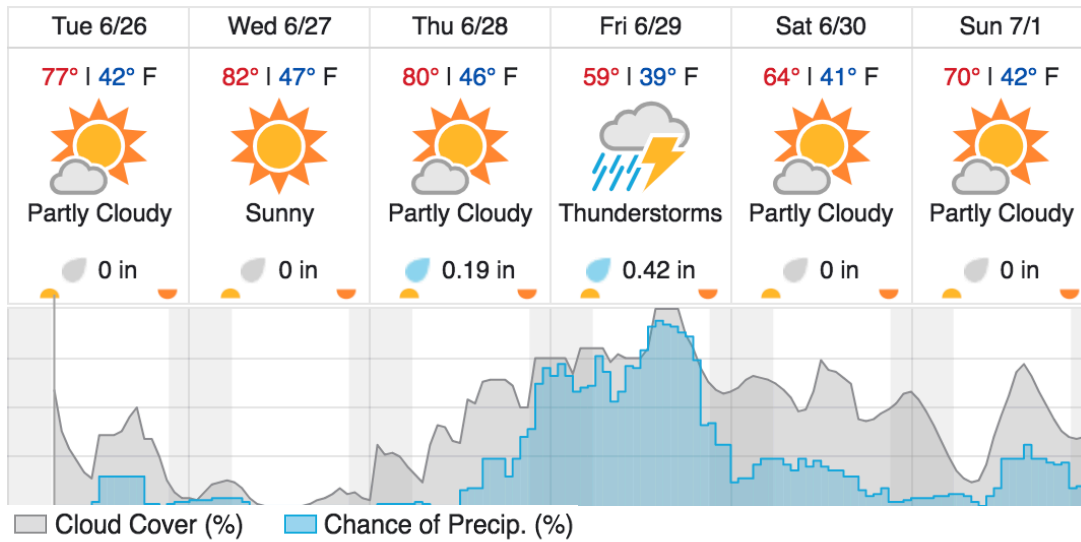 Tue 6/26 Wed 6/27 Thu 6/28 Fri 6/29 Sat 6/30 Sun 7/1
77° | 42° F 82° | 47° F 80° | 46° F 59° | 39° F 64° | 41° F 70° | 42° F
Partly Cloudy Sunny Partly Cloudy Thunderstorms Partly Cloudy Partly Cloudy
0 in 0 in 0.19 in 0.42 in 0 in 0 in
Cloud Cover (%) Chance of Precip. (%)